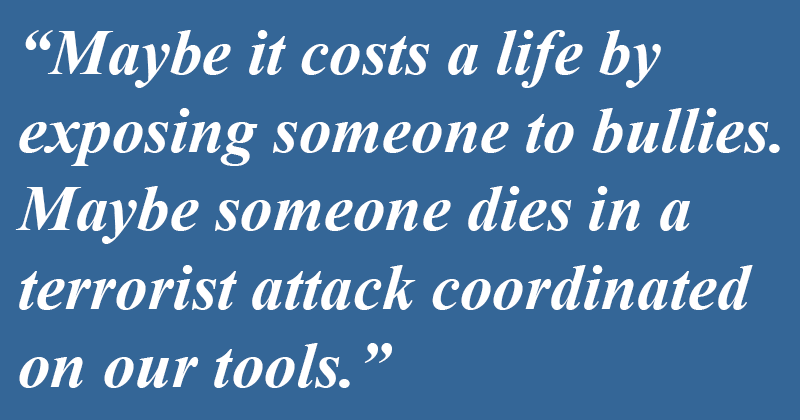 “Maybe it costs a life by
exposing someone to bullies.
Maybe someone dies in a
terrorist attack coordinated
on our tools.”